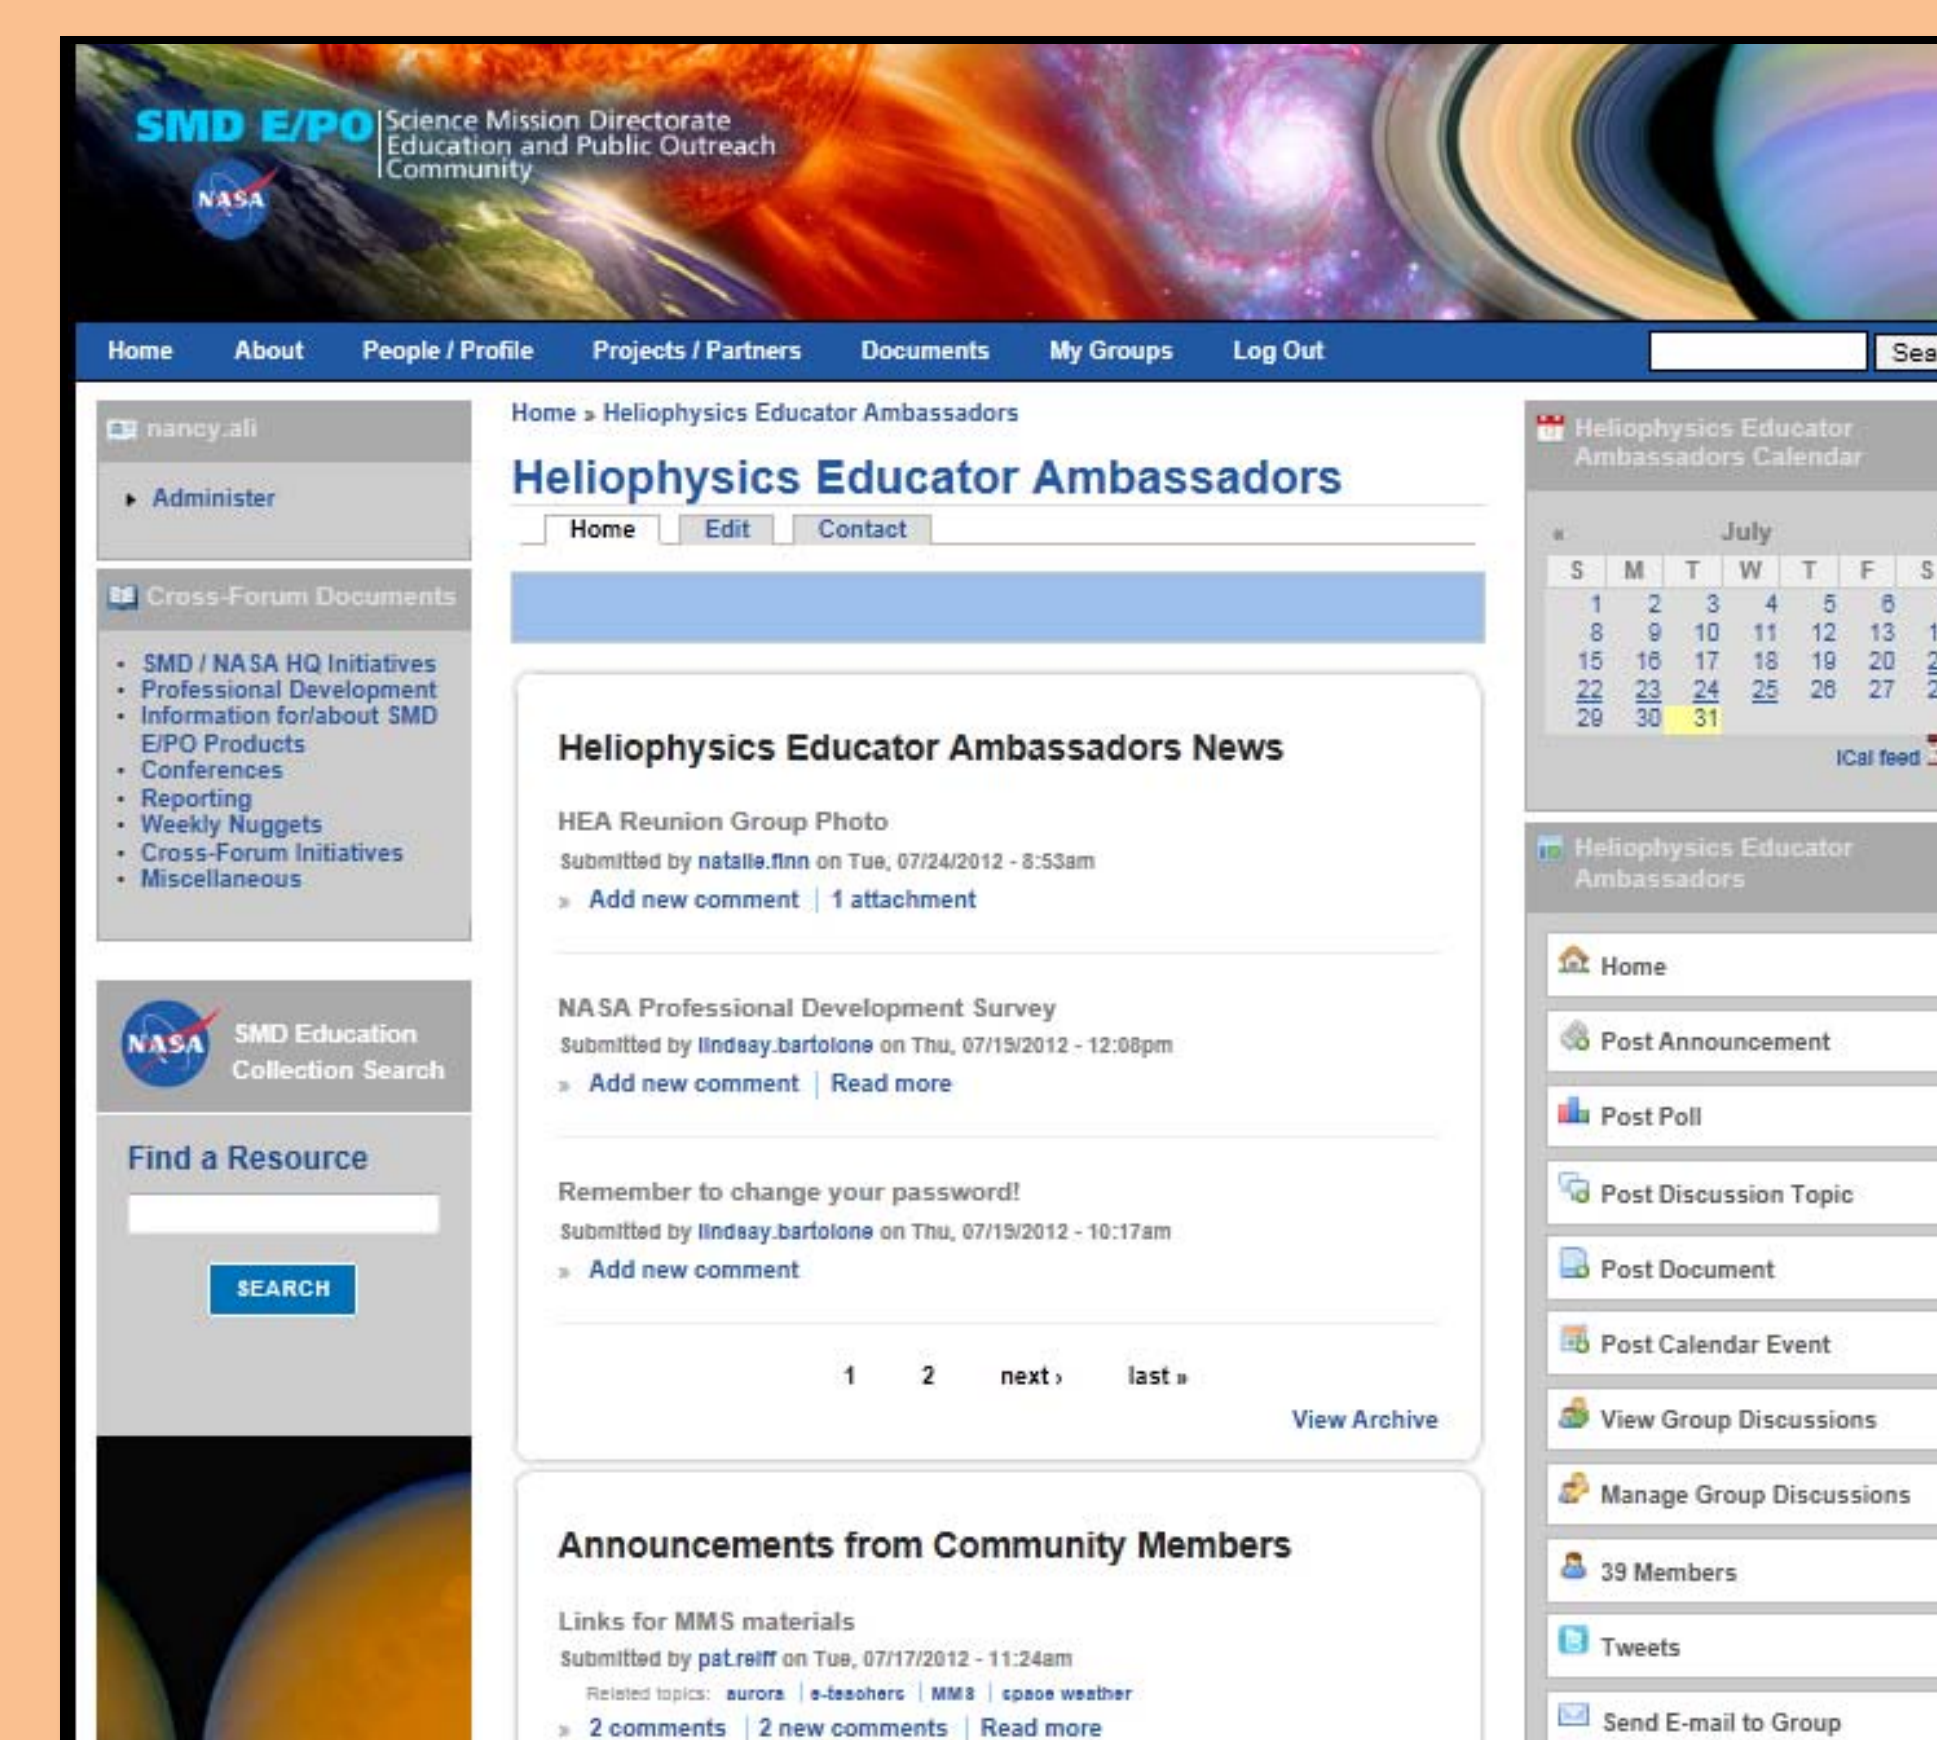 SMD E/PO
Science Mission Directorate
Education and Public Outreach
Community
NASA
Home About People / Profile Projects / Partners Documents My Groups Log Out
nancy.ali
Administer
Cross-Forum Documents
• SMD / NASA HQ Initiatives
• Professional Development
• Information for/about SMD
E/PO Products
• Conferences
• Reporting
• Weekly Nuggets
• Cross-Forum Initiatives
• Miscellaneous
NASA
SMD Education
Collection Search
Find a Resource
SEARCH
Home » Heliophysics Educator Ambassadors
Heliophysics Educator Ambassadors
Home Edit Contact
Heliophysics Educator Ambassadors News
HEA Reunion Group Photo
Submitted by natalie.finn on Tue, 07/24/2012 - 8:53am
» Add new comment | 1 attachment
NASA Professional Development Survey
Submitted by lindsay.bartolone on Thu, 07/19/2012 - 12:08pm
» Add new comment | Read more
Remember to change your password!
Submitted by lindsay.bartolone on Thu, 07/19/2012 - 10:17am
» Add new comment
1 2 next › last »
View Archive
Announcements from Community Members
Links for MMS materials
Submitted by pat.reiff on Tue, 07/17/2012 - 11:24am
Related topics: aurora | e-teachers | MMS | space weather
» 2 comments | 2 new comments | Read more
Heliophysics Educator
Ambassadors Calendar
« July
S M T W T F S
1 2 3 4 5 6
8 9 10 11 12 13
15 16 17 18 19 20
22 23 24 25 26 27
29 30 31
iCal feed
Heliophysics Educator
Ambassadors
Home
Post Announcement
Post Poll
Post Discussion Topic
Post Document
Post Calendar Event
View Group Discussions
Manage Group Discussions
39 Members
Tweets
Send E-mail to Group